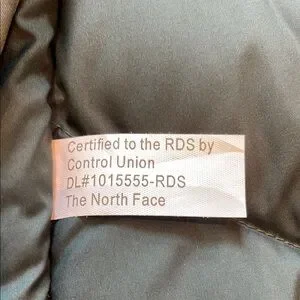 Certified to the RDS by
Control Union
DL#1015555-RDS
The North Face